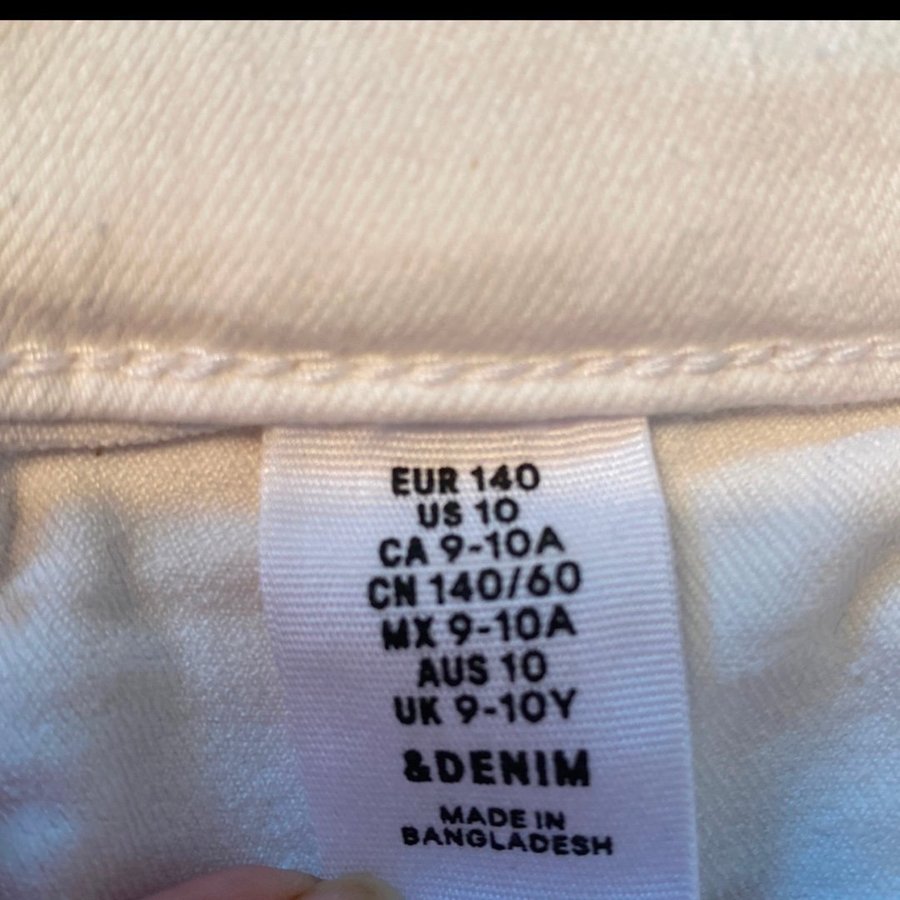 EUR 140
US 10
CA 9-10A
CN 140/60
MX 9-10A
AUS 10
UK 9-10Y
&DENIM
MADE IN
BANGLADESH